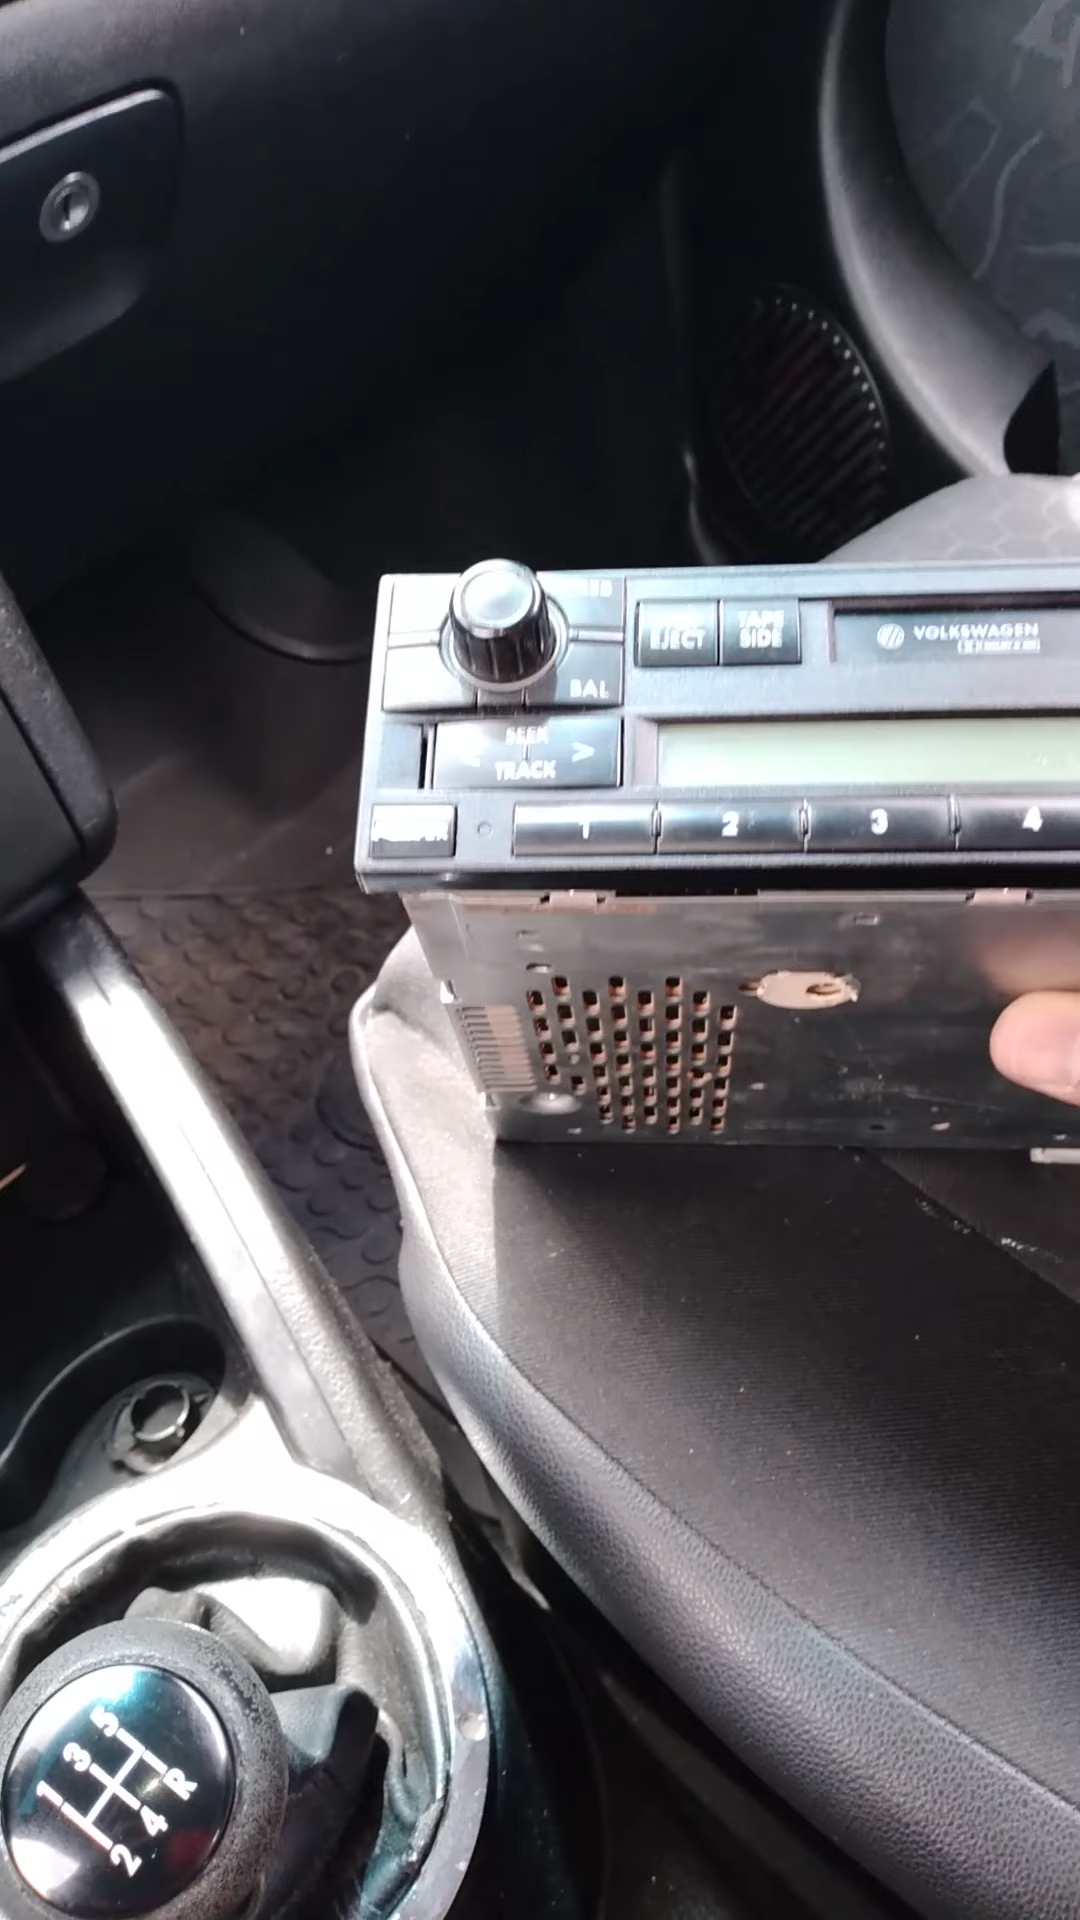 EJECT
TAPE
SIDE
VOLKSWAGEN
BAL
SEEK
< >
TRACK
1 2 3 4
5
3 R
1 4
2